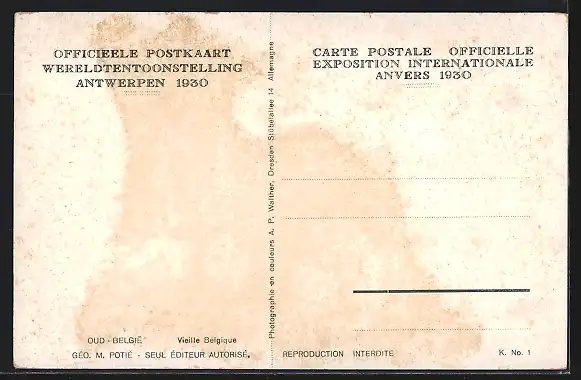 OFFICIEELE POSTKAART
WERELDTENTOONSTELLING
ANTWERPEN 1930
CARTE POSTALE OFFICIELLE
EXPOSITION INTERNATIONALE
ANVERS 1930
Photographie en couleurs A. P. Walther, Dresden Stübelallee 14 Allemagne
OUD-BELGIË Vieille Belgique
GÉO. M. POTIÉ - SEUL ÉDITEUR AUTORISÉ. REPRODUCTION INTERDITE K. No. 1